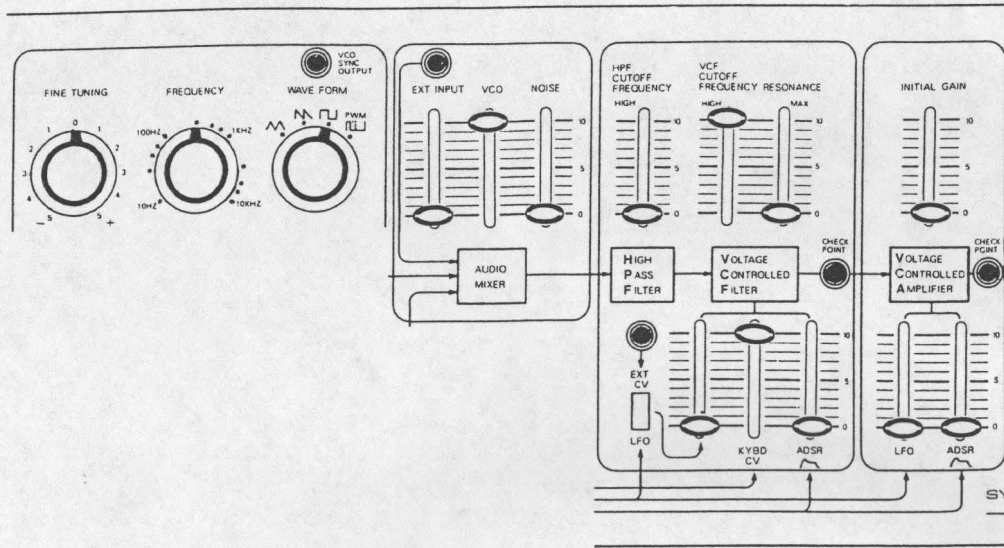 VCO
SYNC
OUTPUT
FINE TUNING
FREQUENCY
WAVE FORM
0
1 1
2 2
3 3
4 4
5 5
– +
100HZ 1KHZ
10HZ 10KHZ
PWM
EXT INPUT VCO NOISE
10
5
0
AUDIO
MIXER
HPF
CUTOFF
FREQUENCY
HIGH
VCF
CUTOFF
FREQUENCY
HIGH
RESONANCE
MAX
10
5
0
HIGH
PASS
FILTER
VOLTAGE
CONTROLLED
FILTER
CHECK
POINT
EXT
CV
LFO
KYBD
CV
ADSR
10
5
0
INITIAL GAIN
10
5
0
VOLTAGE
CONTROLLED
AMPLIFIER
CHECK
POINT
10
5
0
LFO
ADSR